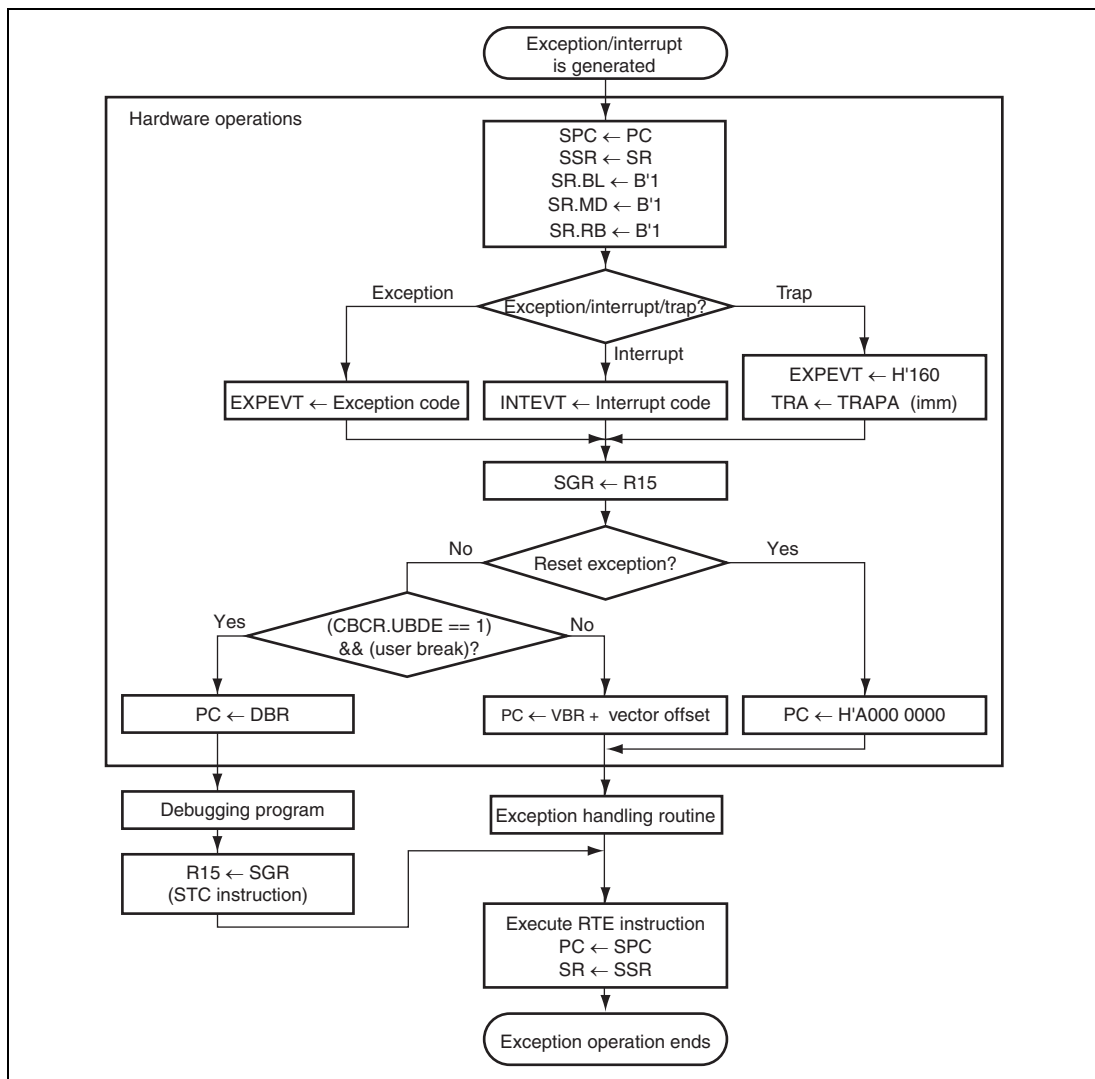 Exception/interrupt
is generated
Hardware operations
SPC ← PC
SSR ← SR
SR.BL ← B'1
SR.MD ← B'1
SR.RB ← B'1
Exception
Exception/interrupt/trap?
Trap
Interrupt
EXPEVT ← Exception code
INTEVT ← Interrupt code
EXPEVT ← H'160
TRA ← TRAPA (imm)
SGR ← R15
No
Reset exception?
Yes
Yes
(CBCR.UBDE == 1)
&& (user break)?
No
PC ← DBR
PC ← VBR + vector offset
PC ← H'A000 0000
Debugging program
Exception handling routine
R15 ← SGR
(STC instruction)
Execute RTE instruction
PC ← SPC
SR ← SSR
Exception operation ends